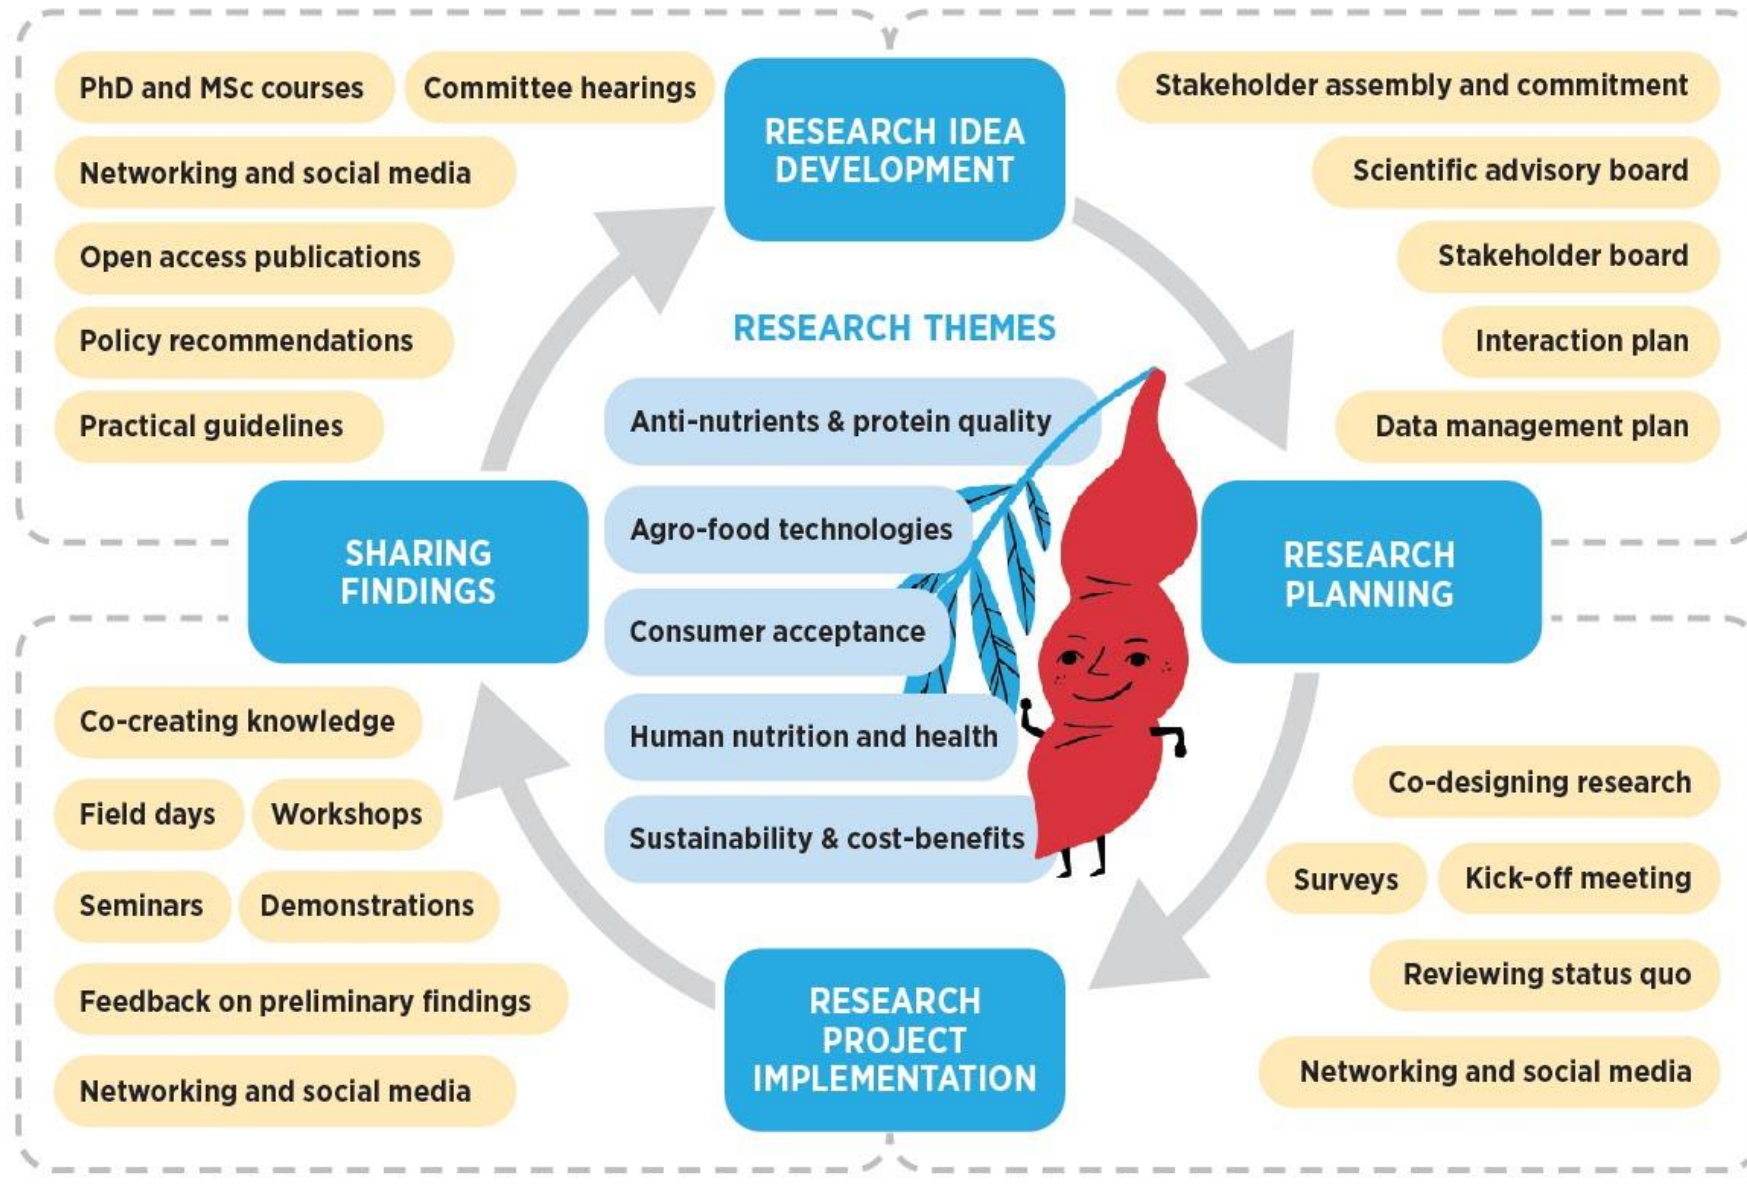 PhD and MSc courses
Committee hearings
Networking and social media
Open access publications
Policy recommendations
Practical guidelines
RESEARCH IDEA
DEVELOPMENT
Stakeholder assembly and commitment
Scientific advisory board
Stakeholder board
Interaction plan
Data management plan
RESEARCH THEMES
Anti-nutrients & protein quality
Agro-food technologies
Consumer acceptance
Human nutrition and health
Sustainability & cost-benefits
SHARING
FINDINGS
RESEARCH
PLANNING
Co-creating knowledge
Field days
Workshops
Seminars
Demonstrations
Feedback on preliminary findings
Networking and social media
RESEARCH
PROJECT
IMPLEMENTATION
Co-designing research
Surveys
Kick-off meeting
Reviewing status quo
Networking and social media